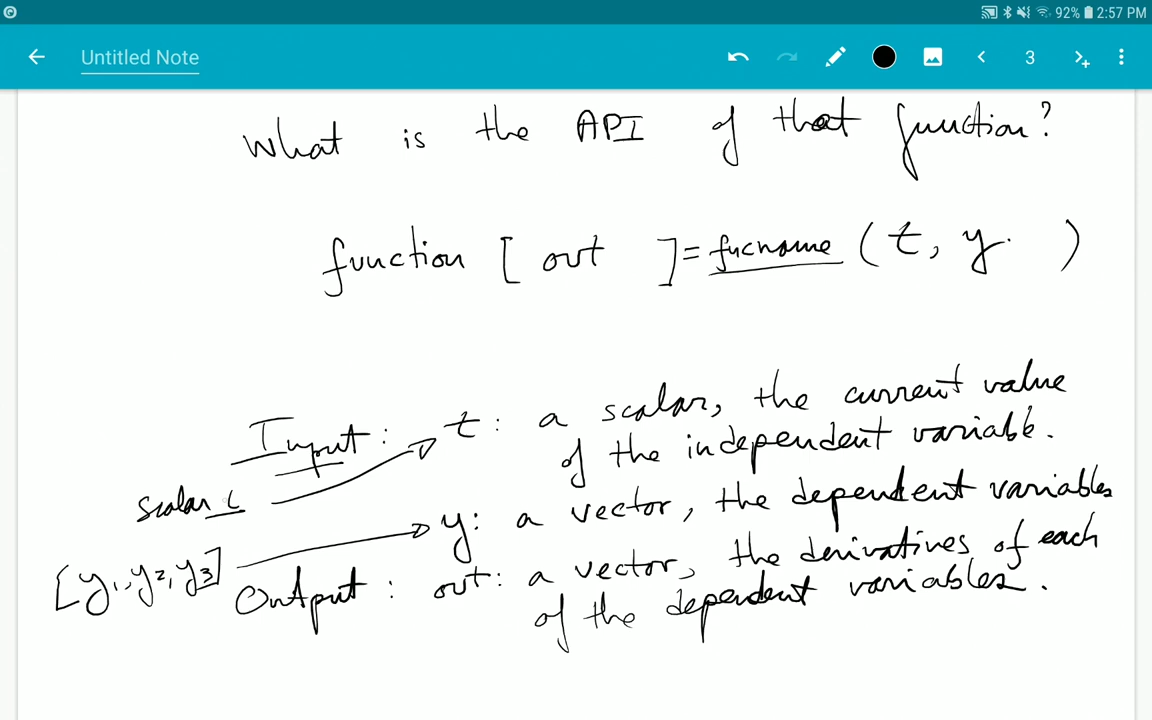 92% 2:57 PM
Untitled Note 3
What is the API of that function?
function [ out ] = fucname ( t, y )
Input: t: a scalar, the current value
of the independent variable.
scalar
y: a vector, the dependent variables
[y1, y2, y3]
Output: out: a vector, the derivatives of each
of the dependent variables.